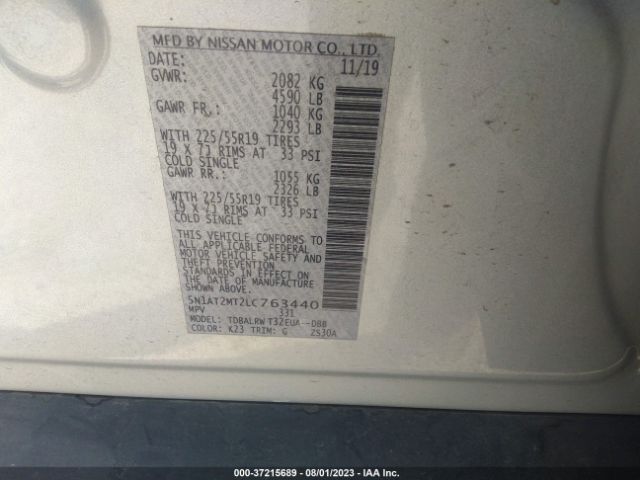 MFD BY NISSAN MOTOR CO., LTD.
DATE: 11/19
GVWR: 2082 KG
4590 LB
GAWR FR.: 1040 KG
2293 LB
WITH 225/55R19 TIRES
19 X 7J RIMS AT 33 PSI
COLD SINGLE
GAWR RR.: 1055 KG
2326 LB
WITH 225/55R19 TIRES
19 X 7J RIMS AT 33 PSI
COLD SINGLE
THIS VEHICLE CONFORMS TO
ALL APPLICABLE FEDERAL
MOTOR VEHICLE SAFETY AND
THEFT PREVENTION
STANDARDS IN EFFECT ON
THE DATE OF MANUFACTURE
SHOWN ABOVE.
5N1AT2MT2LC763440
MPV 331
MODEL: TDBALRW T32EUA--DBB
COLOR: K23 TRIM: G ZS30A
000-37215689 - 08/01/2023 - IAA Inc.